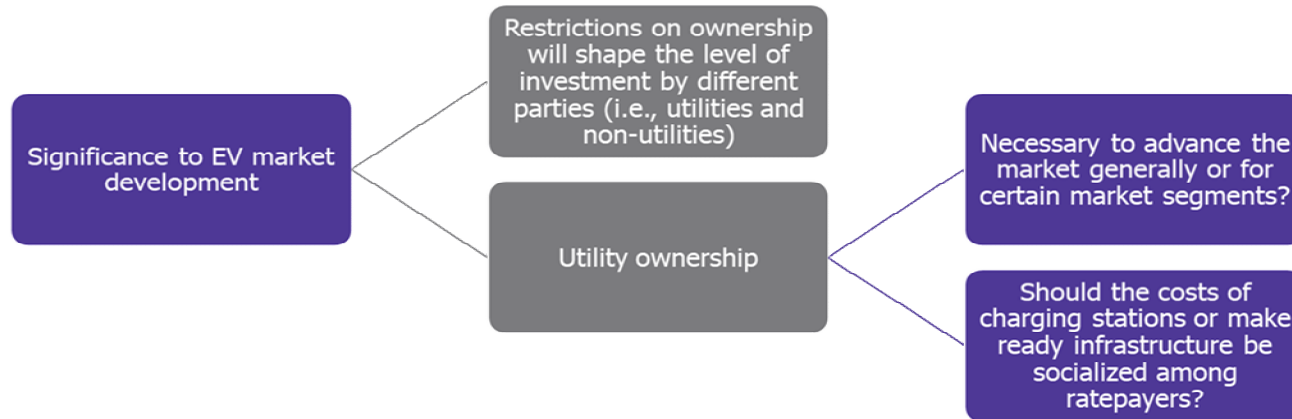 Significance to EV market
development
Restrictions on ownership
will shape the level of
investment by different
parties (i.e., utilities and
non-utilities)
Utility ownership
Necessary to advance the
market generally or for
certain market segments?
Should the costs of
charging stations or make
ready infrastructure be
socialized among
ratepayers?